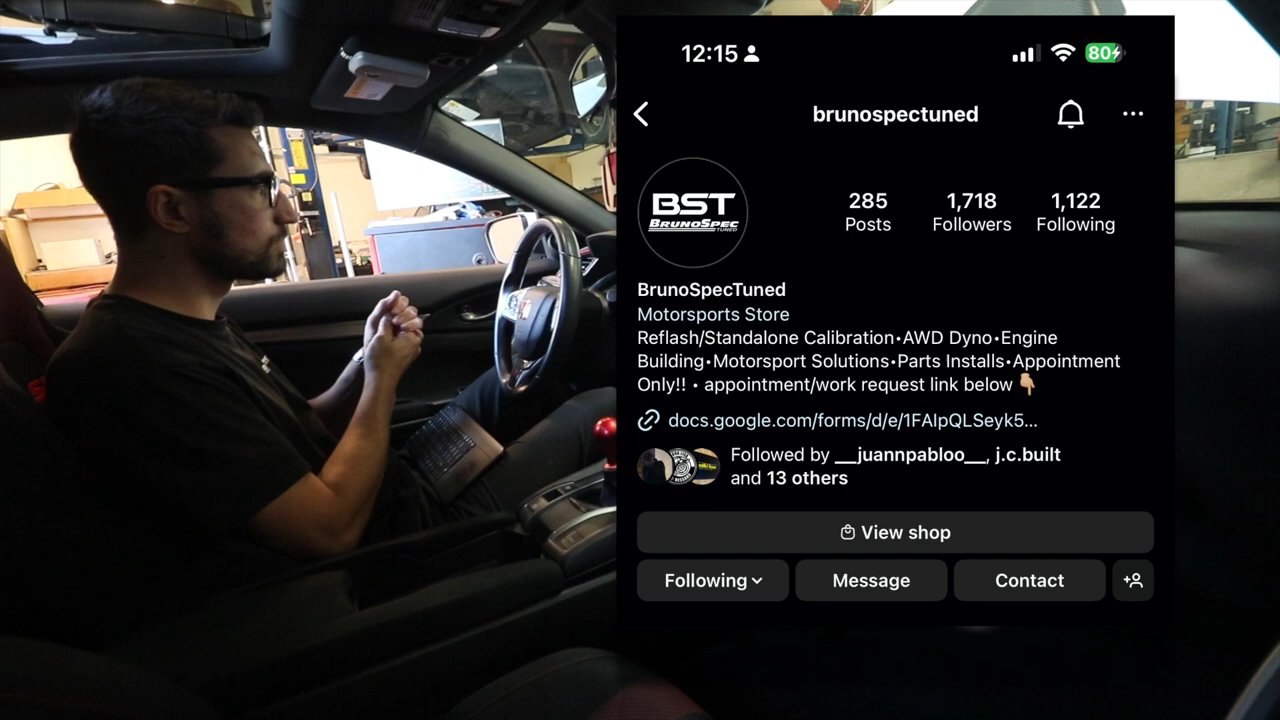 12:15
80
brunospectuned
BST
BRUNOSPEC
TUNED
285
Posts
1,718
Followers
1,122
Following
BrunoSpecTuned
Motorsports Store
Reflash/Standalone Calibration•AWD Dyno•Engine
Building•Motorsport Solutions•Parts Installs•Appointment
Only!! • appointment/work request link below 👇🏼
docs.google.com/forms/d/e/1FAIpQLSeyk5...
Followed by __juannpabloo__, j.c.built
and 13 others
View shop
Following
Message
Contact